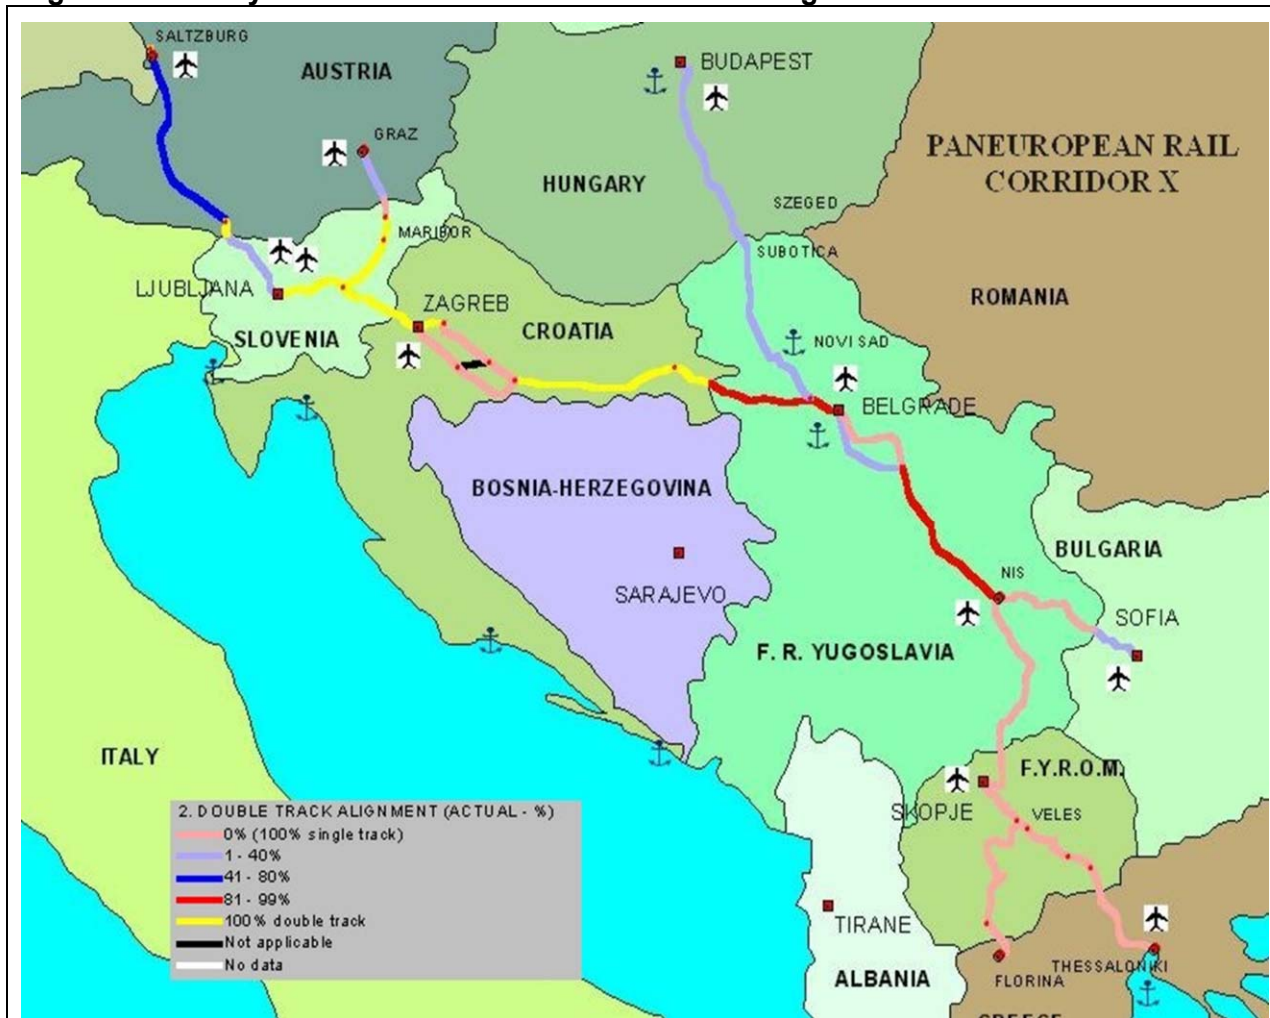 SALTZBURG
AUSTRIA
BUDAPEST
GRAZ
PANEUROPEAN RAIL
CORRIDOR X
HUNGARY
SZEGED
MARIBOR
SUBOTICA
LJUBLJANA
ROMANIA
ZAGREB
CROATIA
SLOVENIA
NOVI SAD
BELGRADE
BOSNIA-HERZEGOVINA
BULGARIA
NIS
SARAJEVO
SOFIA
F. R. YUGOSLAVIA
ITALY
F.Y.R.O.M.
SKOPJE
VELES
2. DOUBLE TRACK ALIGNMENT (ACTUAL - %)
0% (100% single track)
1 - 40%
41 - 80%
81 - 99%
100% double track
Not applicable
No data
TIRANE
THESSALONIKI
ALBANIA
FLORINA
GREECE